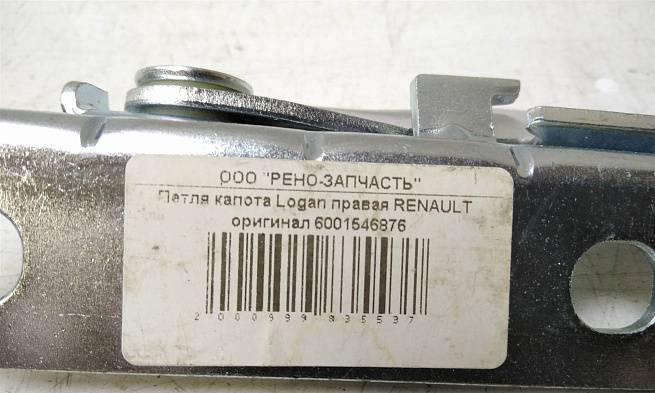 ООО "РЕНО-ЗАПЧАСТЬ"
Петля капота Logan правая RENAULT
оригинал 6001546876
2000999835537